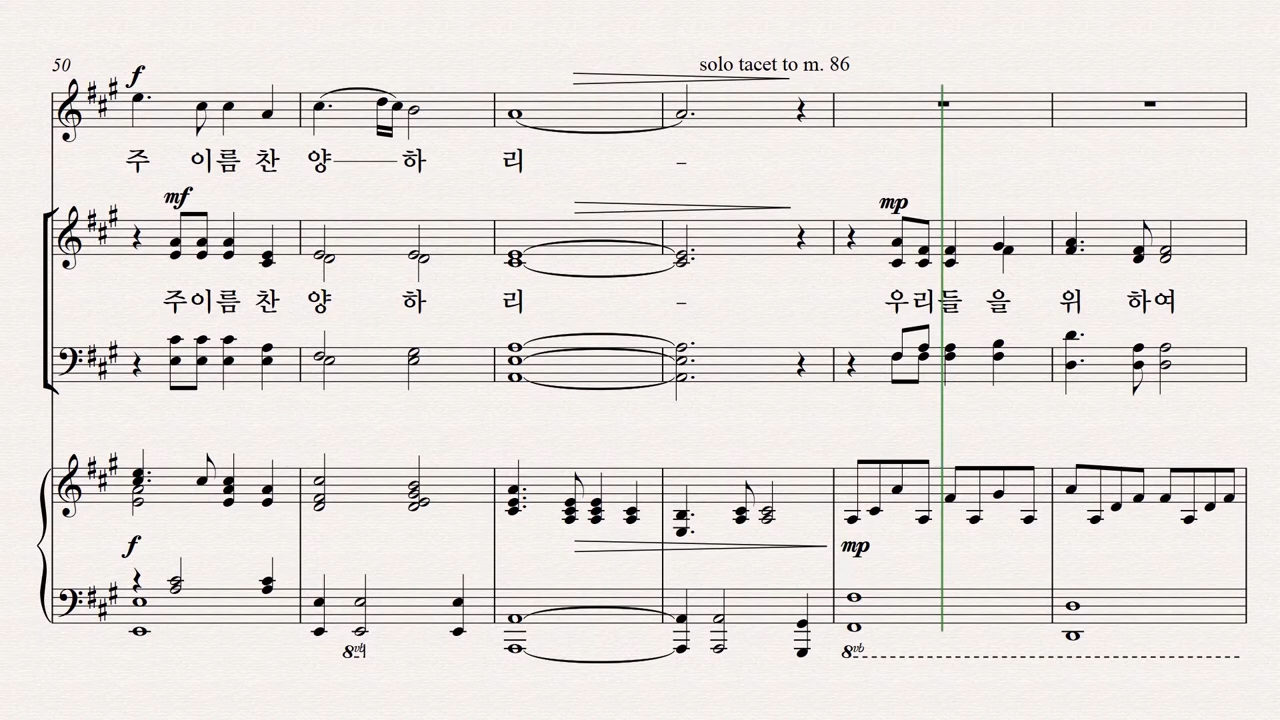 50
f
solo tacet to m. 86
주 이름 찬 양 하 리 -
mf
mp
주이름 찬 양 하 리 - 우리들 을 위 하여
f
mp
8vb
8vb